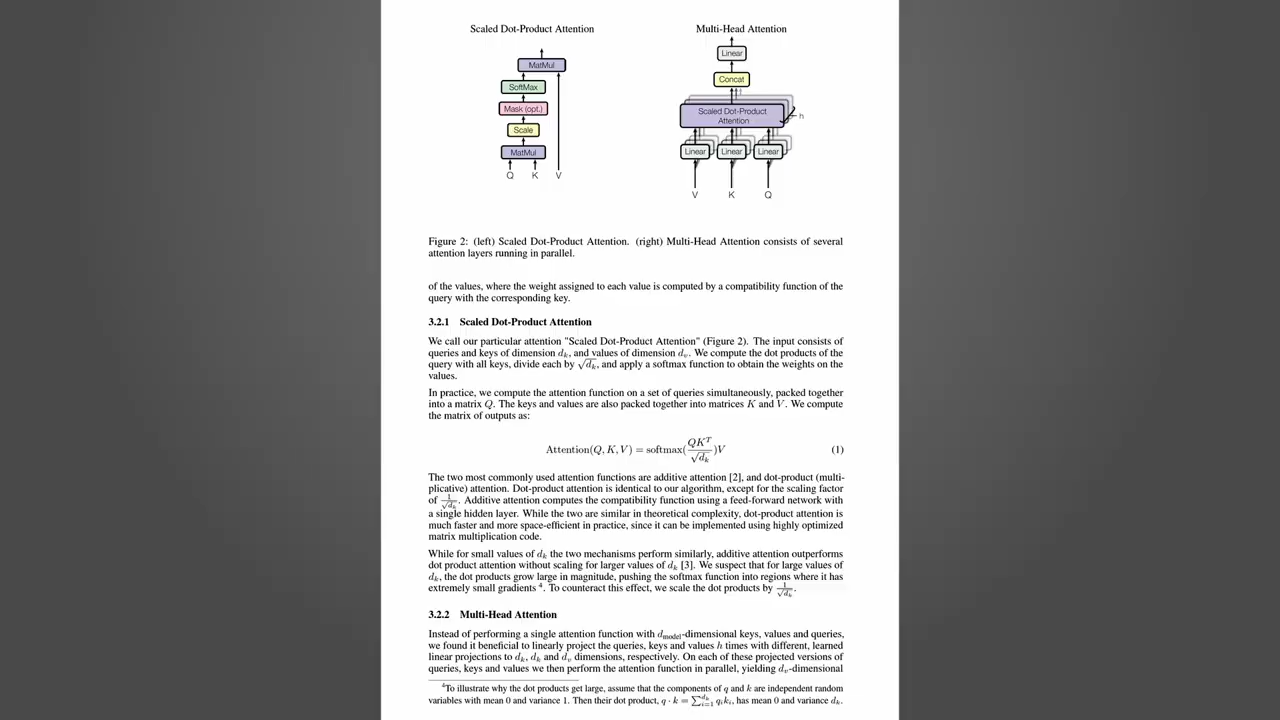 Scaled Dot-Product Attention
MatMul
SoftMax
Mask (opt.)
Scale
MatMul
Q K V
Multi-Head Attention
Linear
Concat
Scaled Dot-Product
Attention
h
Linear Linear Linear
V K Q
Figure 2: (left) Scaled Dot-Product Attention. (right) Multi-Head Attention consists of several
attention layers running in parallel.
of the values, where the weight assigned to each value is computed by a compatibility function of the
query with the corresponding key.
3.2.1 Scaled Dot-Product Attention
We call our particular attention "Scaled Dot-Product Attention" (Figure 2). The input consists of
queries and keys of dimension dₖ, and values of dimension dᵥ. We compute the dot products of the
query with all keys, divide each by √dₖ, and apply a softmax function to obtain the weights on the
values.
In practice, we compute the attention function on a set of queries simultaneously, packed together
into a matrix Q. The keys and values are also packed together into matrices K and V. We compute
the matrix of outputs as:
Attention(Q, K, V) = softmax(QKᵀ/√dₖ)V (1)
The two most commonly used attention functions are additive attention [2], and dot-product (multi-
plicative) attention. Dot-product attention is identical to our algorithm, except for the scaling factor
of 1/√dₖ. Additive attention computes the compatibility function using a feed-forward network with
a single hidden layer. While the two are similar in theoretical complexity, dot-product attention is
much faster and more space-efficient in practice, since it can be implemented using highly optimized
matrix multiplication code.
While for small values of dₖ the two mechanisms perform similarly, additive attention outperforms
dot product attention without scaling for larger values of dₖ [3]. We suspect that for large values of
dₖ, the dot products grow large in magnitude, pushing the softmax function into regions where it has
extremely small gradients ⁴. To counteract this effect, we scale the dot products by 1/√dₖ.
3.2.2 Multi-Head Attention
Instead of performing a single attention function with d_model-dimensional keys, values and queries,
we found it beneficial to linearly project the queries, keys and values h times with different, learned
linear projections to dₖ, dₖ and dᵥ dimensions, respectively. On each of these projected versions of
queries, keys and values we then perform the attention function in parallel, yielding dᵥ-dimensional
⁴To illustrate why the dot products get large, assume that the components of q and k are independent random
variables with mean 0 and variance 1. Then their dot product, q · k = ∑ᵢ₌₁^dₖ qᵢkᵢ, has mean 0 and variance dₖ.